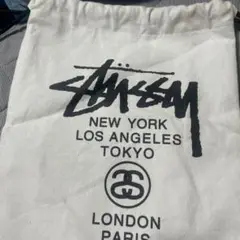 STÜSSY
NEW YORK
LOS ANGELES
TOKYO
LONDON
PARIS